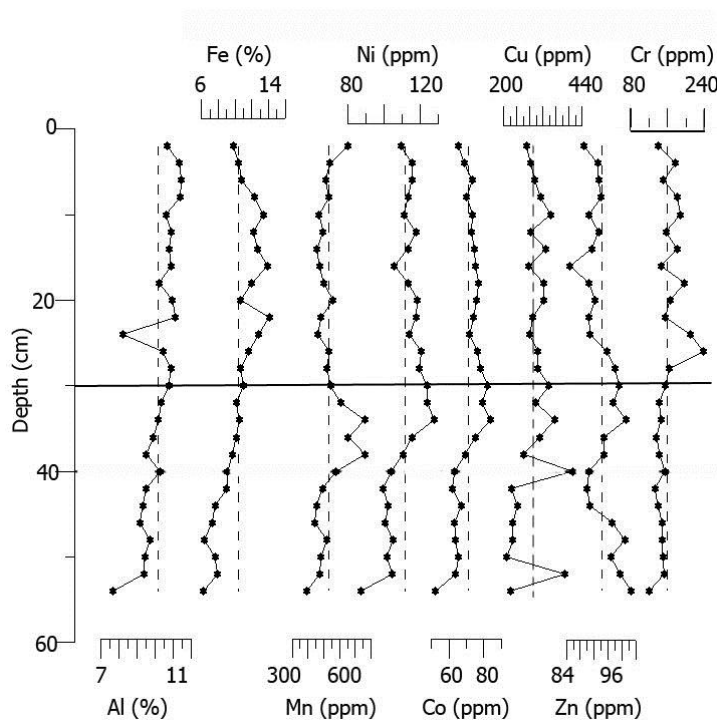 Fe (%) Ni (ppm) Cu (ppm) Cr (ppm)
6 14 80 120 200 440 80 240
0
20
40
60
Depth (cm)
7 11 300 600 60 80 84 96
Al (%) Mn (ppm) Co (ppm) Zn (ppm)